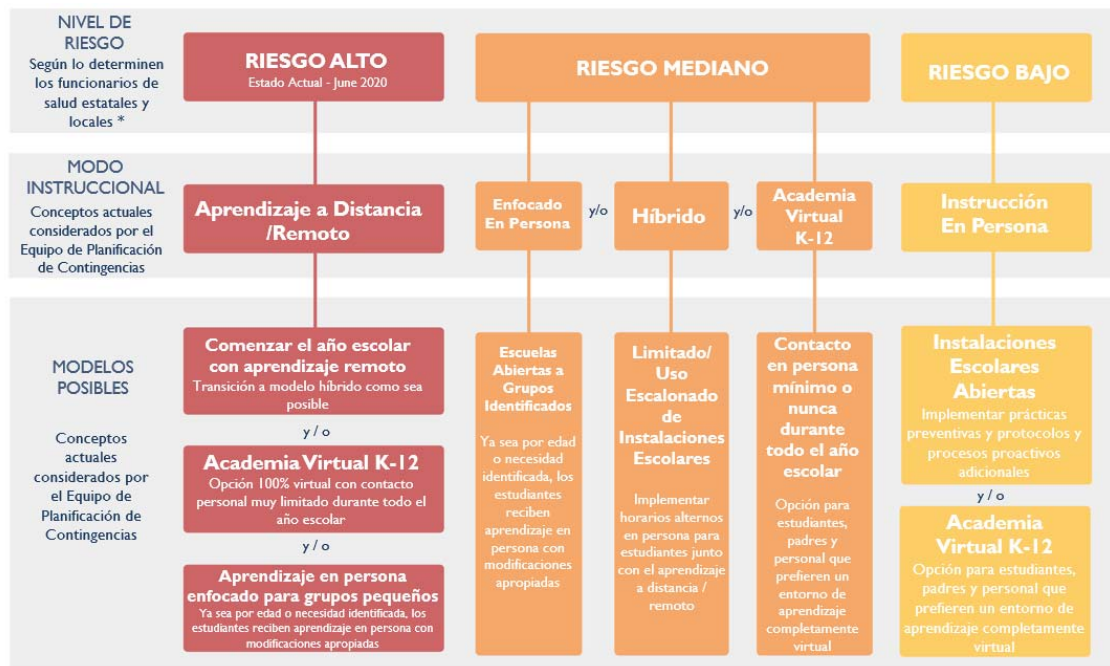 NIVEL DE
RIESGO
Según lo determinen
los funcionarios de
salud estatales y
locales *
RIESGO ALTO
Estado Actual - June 2020
RIESGO MEDIANO
RIESGO BAJO
MODO
INSTRUCCIONAL
Conceptos actuales
considerados por el
Equipo de Planificación
de Contingencias
Aprendizaje a Distancia
/Remoto
Enfocado
En Persona
y/o
Híbrido
y/o
Academia
Virtual
K-12
Instrucción
En Persona
MODELOS
POSIBLES
Conceptos
actuales
considerados por
el Equipo de
Planificación de
Contingencias
Comenzar el año escolar
con aprendizaje remoto
Transición a modelo híbrido como sea
posible
y / o
Academia Virtual K-12
Opción 100% virtual con contacto
personal muy limitado durante todo el
año escolar
y / o
Aprendizaje en persona
enfocado para grupos pequeños
Ya sea por edad o necesidad identificada, los
estudiantes reciben aprendizaje en persona con
modificaciones apropiadas
Escuelas
Abiertas a
Grupos
Identificados
Ya sea por edad
o necesidad
identificada, los
estudiantes
reciben
aprendizaje en
persona con
modificaciones
apropiadas
Limitado/
Uso
Escalonado
de
Instalaciones
Escolares
Implementar
horarios alternos
en persona para
estudiantes junto
con el aprendizaje
a distancia /
remoto
Contacto
en persona
mínimo o
nunca
durante
todo el año
escolar
Opción para
estudiantes,
padres y
personal que
prefieren un
entorno de
aprendizaje
completamente
virtual
Instalaciones
Escolares
Abiertas
Implementar prácticas
preventivas y protocolos y
procesos proactivos
adicionales
y / o
Academia
Virtual K-12
Opción para estudiantes,
padres y personal que
prefieren un entorno de
aprendizaje completamente
virtual